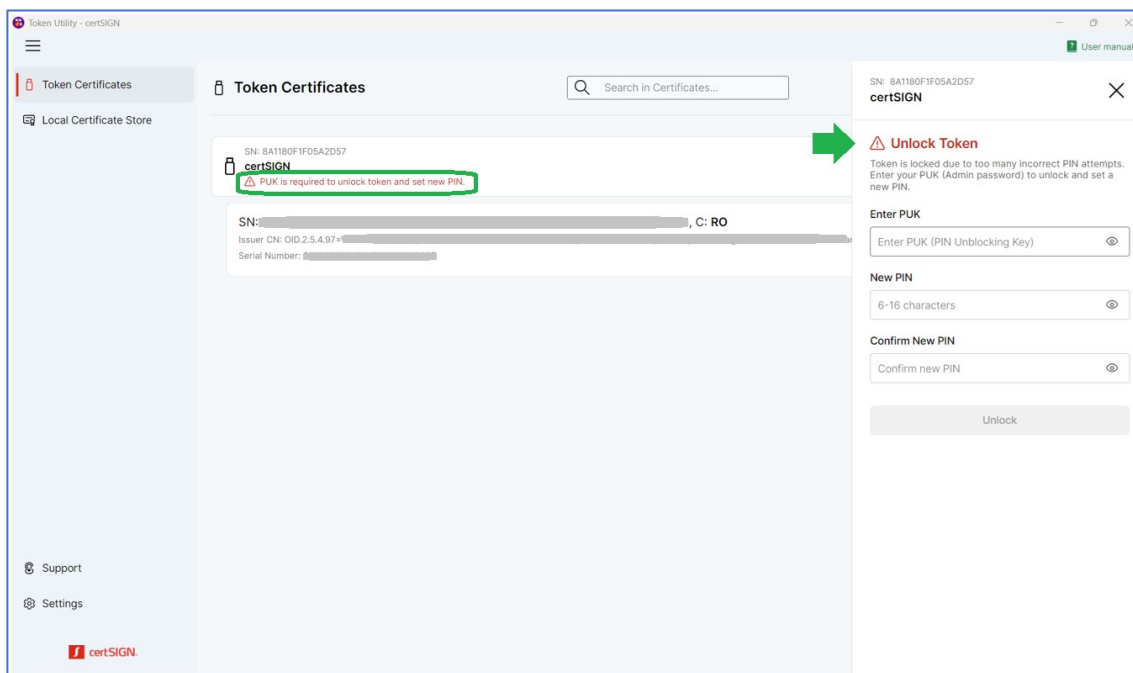 Token Utility - certSIGN
User manual
Token Certificates
Local Certificate Store
Support
Settings
certSIGN.
Token Certificates
Search in Certificates...
SN: 8A1180F1F05A2D57
certSIGN
PUK is required to unlock token and set new PIN.
SN: , C: RO
Issuer CN: OID.2.5.4.97=
Serial Number:
SN: 8A1180F1F05A2D57
certSIGN
Unlock Token
Token is locked due to too many incorrect PIN attempts.
Enter your PUK (Admin password) to unlock and set a
new PIN.
Enter PUK
Enter PUK (PIN Unblocking Key)
New PIN
6-16 characters
Confirm New PIN
Confirm new PIN
Unlock